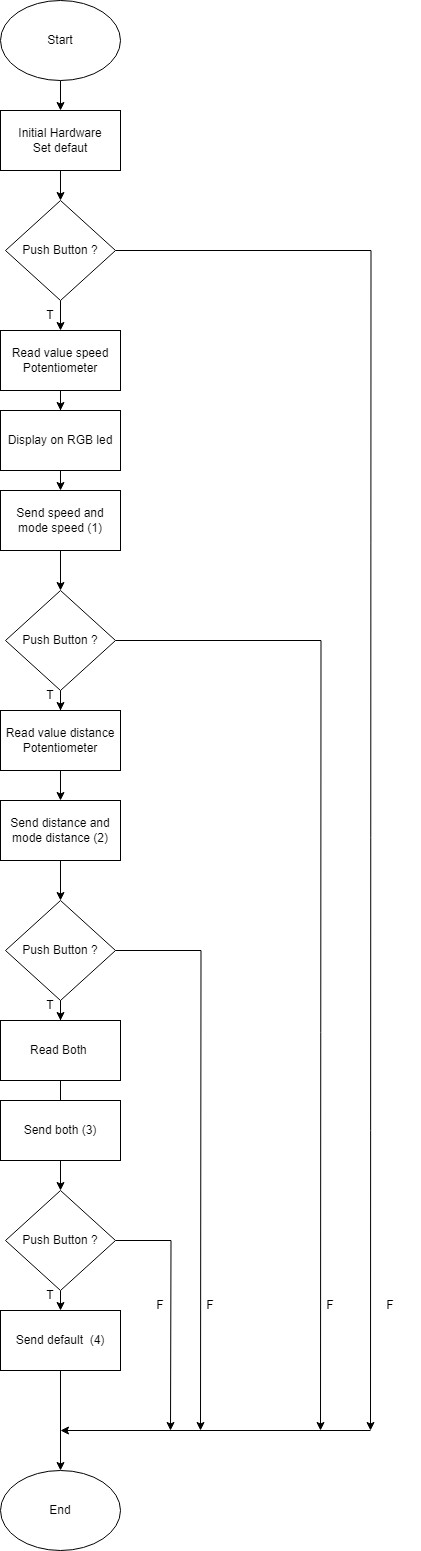 Start
Initial Hardware
Set defaut
Push Button ?
T
Read value speed
Potentiometer
Display on RGB led
Send speed and
mode speed (1)
Push Button ?
T
Read value distance
Potentiometer
Send distance and
mode distance (2)
Push Button ?
T
Read Both
Send both (3)
Push Button ?
T
F
F
F
F
Send default (4)
End